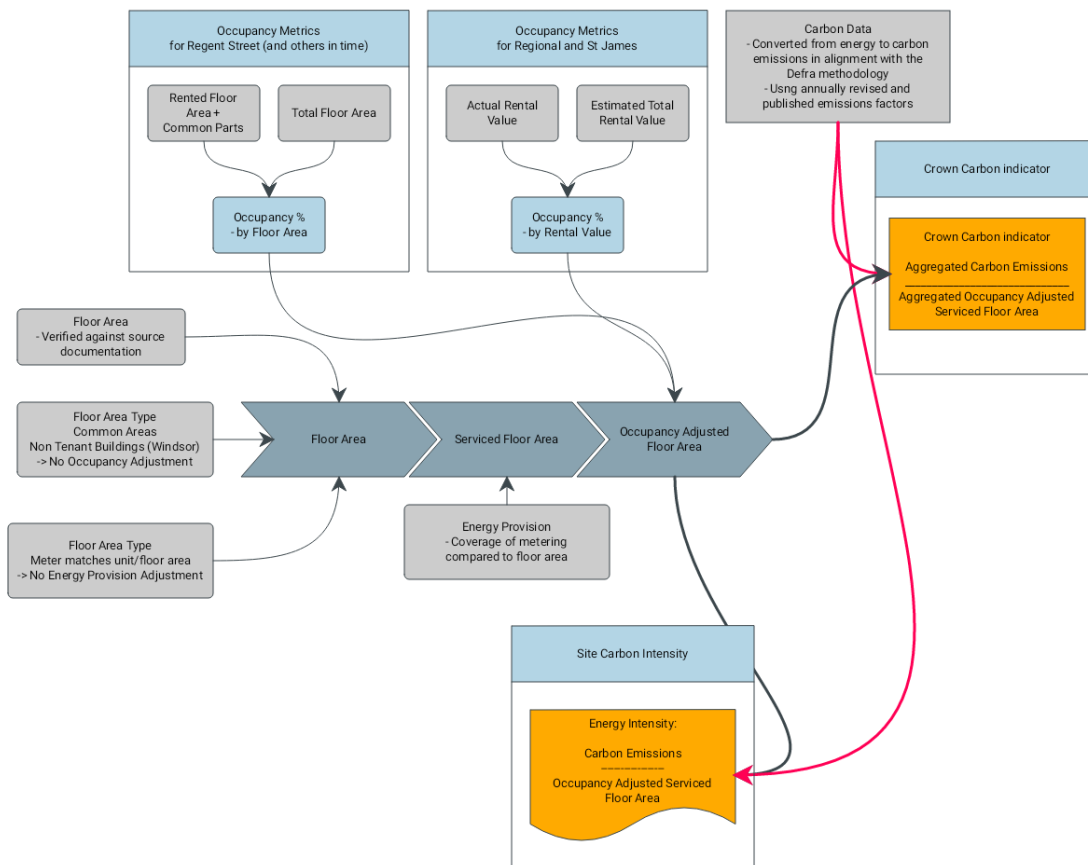 Occupancy Metrics
for Regent Street (and others in time)
Rented Floor
Area +
Common Parts
Total Floor Area
Occupancy %
- by Floor Area
Occupancy Metrics
for Regional and St James
Actual Rental
Value
Estimated Total
Rental Value
Occupancy %
- by Rental Value
Carbon Data
- Converted from energy to carbon
emissions in alignment with the
Defra methodology
- Usng annually revised and
published emissions factors
Crown Carbon indicator
Crown Carbon indicator
Aggregated Carbon Emissions
Aggregated Occupancy Adjusted
Serviced Floor Area
Floor Area
- Verified against source
documentation
Floor Area Type
Common Areas
Non Tenant Buildings (Windsor)
-> No Occupancy Adjustment
Floor Area Type
Meter matches unit/floor area
-> No Energy Provision Adjustment
Floor Area
Serviced Floor Area
Occupancy Adjusted
Floor Area
Energy Provision
- Coverage of metering
compared to floor area
Site Carbon Intensity
Energy Intensity:
Carbon Emissions
----------------------
Occupancy Adjusted Serviced
Floor Area